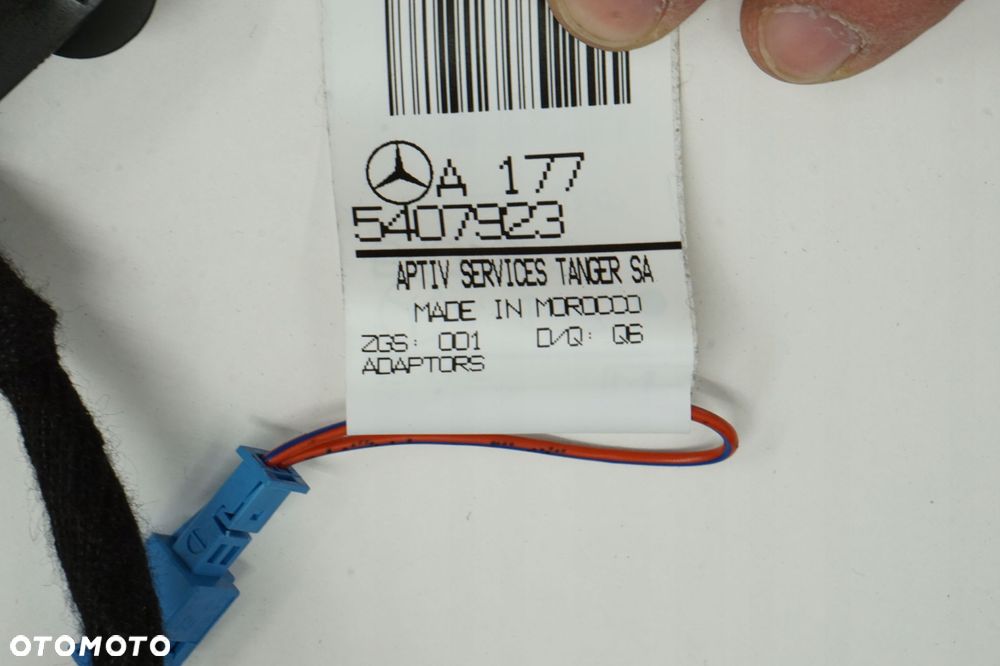 A 177
5407923
APTIV SERVICES TANGER SA
MADE IN MOROCCO
ZGS: 001 D/Q: Q6
ADAPTORS
OTOMOTO